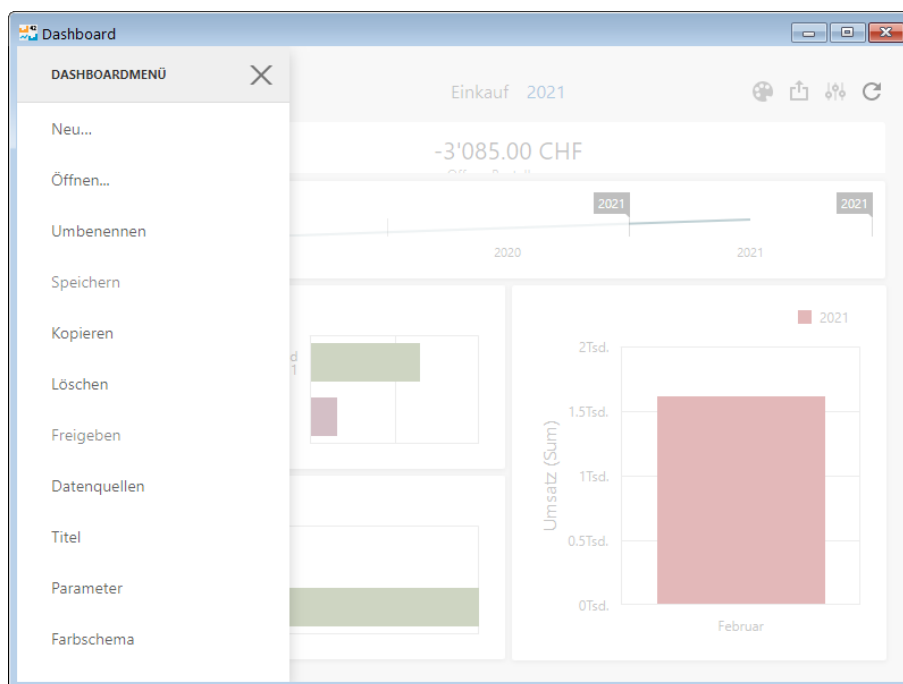 Dashboard
DASHBOARDMENÜ
Neu...
Öffnen...
Umbenennen
Speichern
Kopieren
Löschen
Freigeben
Datenquellen
Titel
Parameter
Farbschema
Einkauf 2021
-3'085.00 CHF
2021
2021
2020
2021
d
1
2021
2Tsd.
1.5Tsd.
1Tsd.
0.5Tsd.
0Tsd.
Umsatz (Sum)
Februar